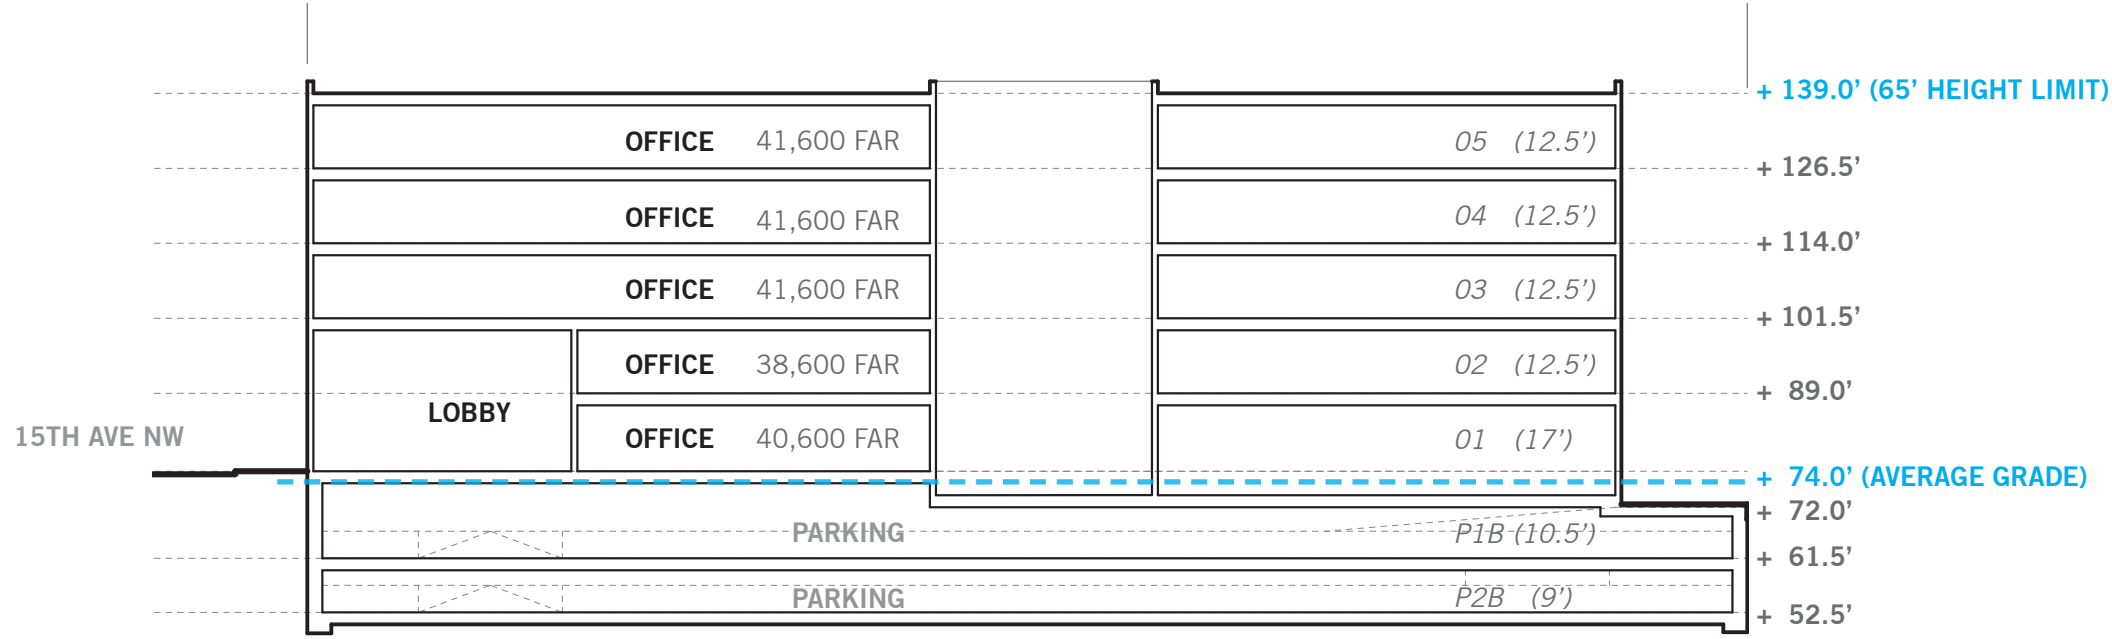 + 139.0’ (65’ HEIGHT LIMIT)
OFFICE 41,600 FAR 05 (12.5’)
+ 126.5’
OFFICE 41,600 FAR 04 (12.5’)
+ 114.0’
OFFICE 41,600 FAR 03 (12.5’)
+ 101.5’
OFFICE 38,600 FAR 02 (12.5’)
+ 89.0’
LOBBY
15TH AVE NW OFFICE 40,600 FAR 01 (17’)
+ 74.0’ (AVERAGE GRADE)
+ 72.0’
PARKING P1B (10.5’)
+ 61.5’
PARKING P2B (9’)
+ 52.5’